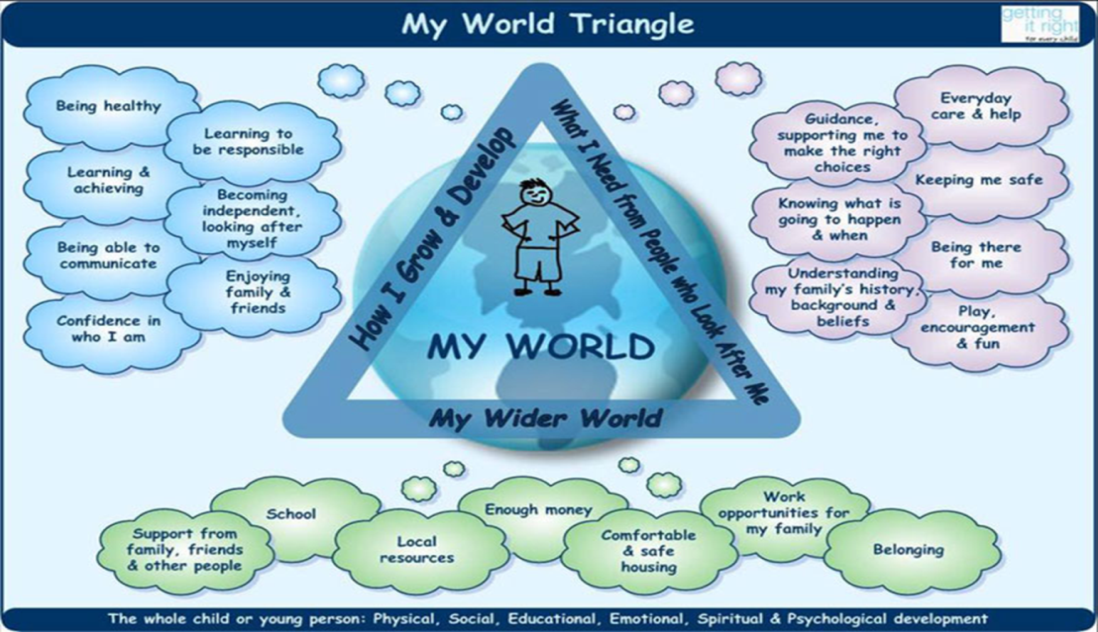 My World Triangle
getting
it right
for every child
Being healthy
Learning to
be responsible
Learning &
achieving
Becoming
independent,
looking after
myself
Being able to
communicate
Enjoying
family &
friends
Confidence in
who I am
How I Grow & Develop
What I Need from People who Look After Me
MY WORLD
My Wider World
Everyday
care & help
Guidance,
supporting me to
make the right
choices
Keeping me safe
Knowing what is
going to happen
& when
Being there
for me
Understanding
my family's history,
background &
beliefs
Play,
encouragement
& fun
Support from
family, friends
& other people
School
Local
resources
Enough money
Comfortable
& safe
housing
Work
opportunities for
my family
Belonging
The whole child or young person: Physical, Social, Educational, Emotional, Spiritual & Psychological development